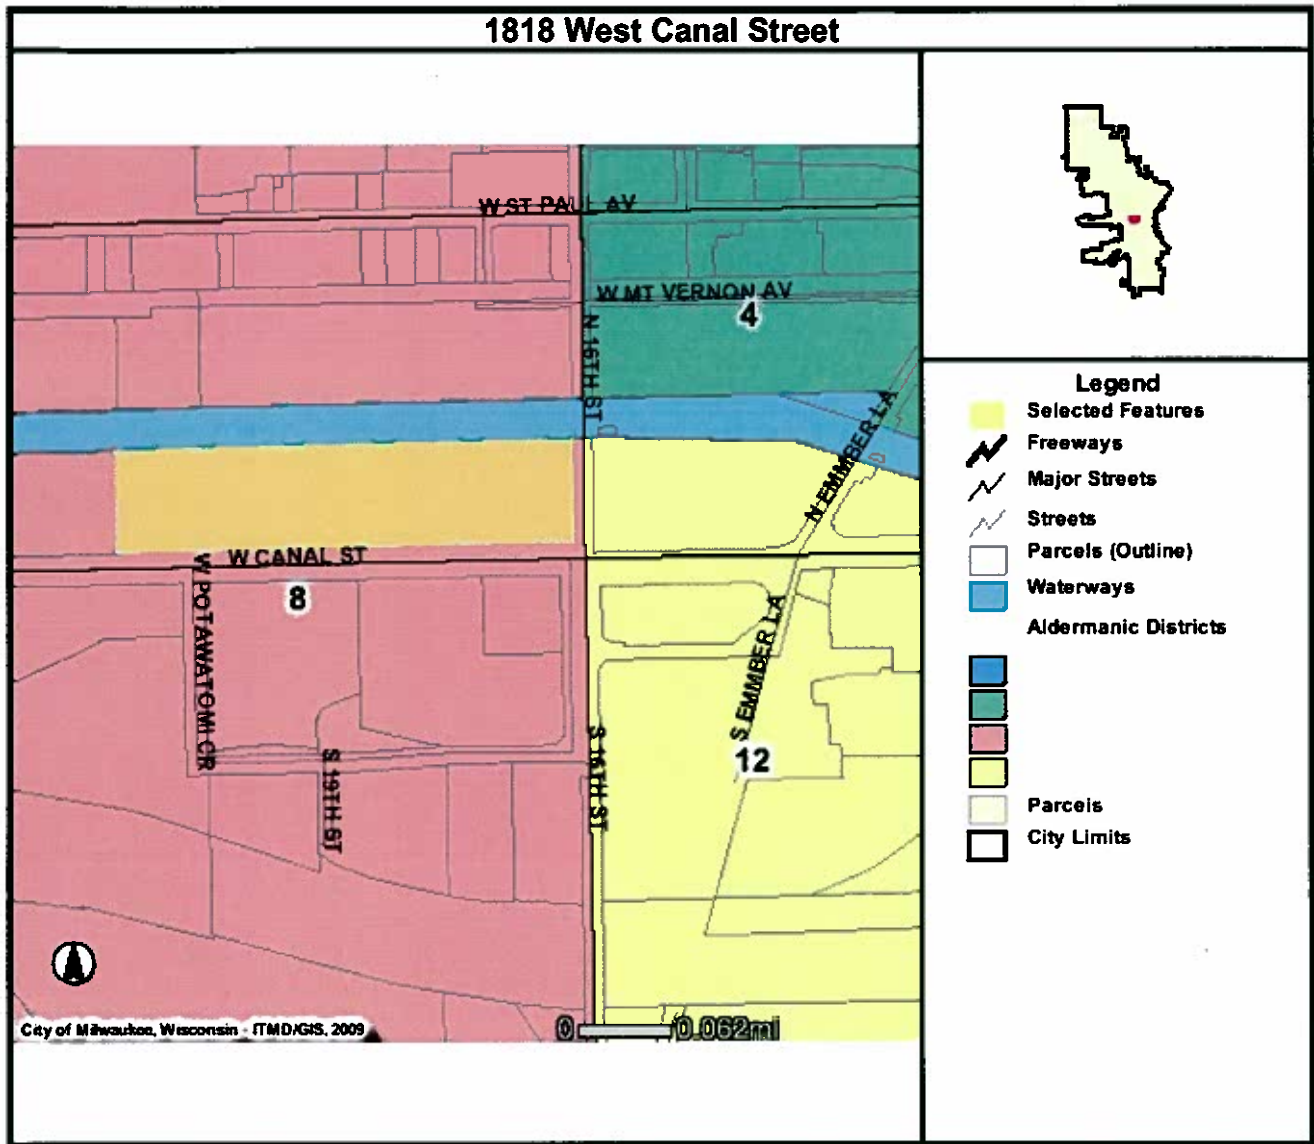 1818 West Canal Street
W ST PAUL AV
W MT VERNON AV
4
N 16TH ST
N EMMBER LA
W CANAL ST
W POTAWATOMI CR
8
S EMMBER LA
12
S 16TH ST
S 19TH ST
City of Milwaukee, Wisconsin - ITMD/GIS, 2009
0 0.062mi
Legend
Selected Features
Freeways
Major Streets
Streets
Parcels (Outline)
Waterways
Aldermanic Districts
Parcels
City Limits